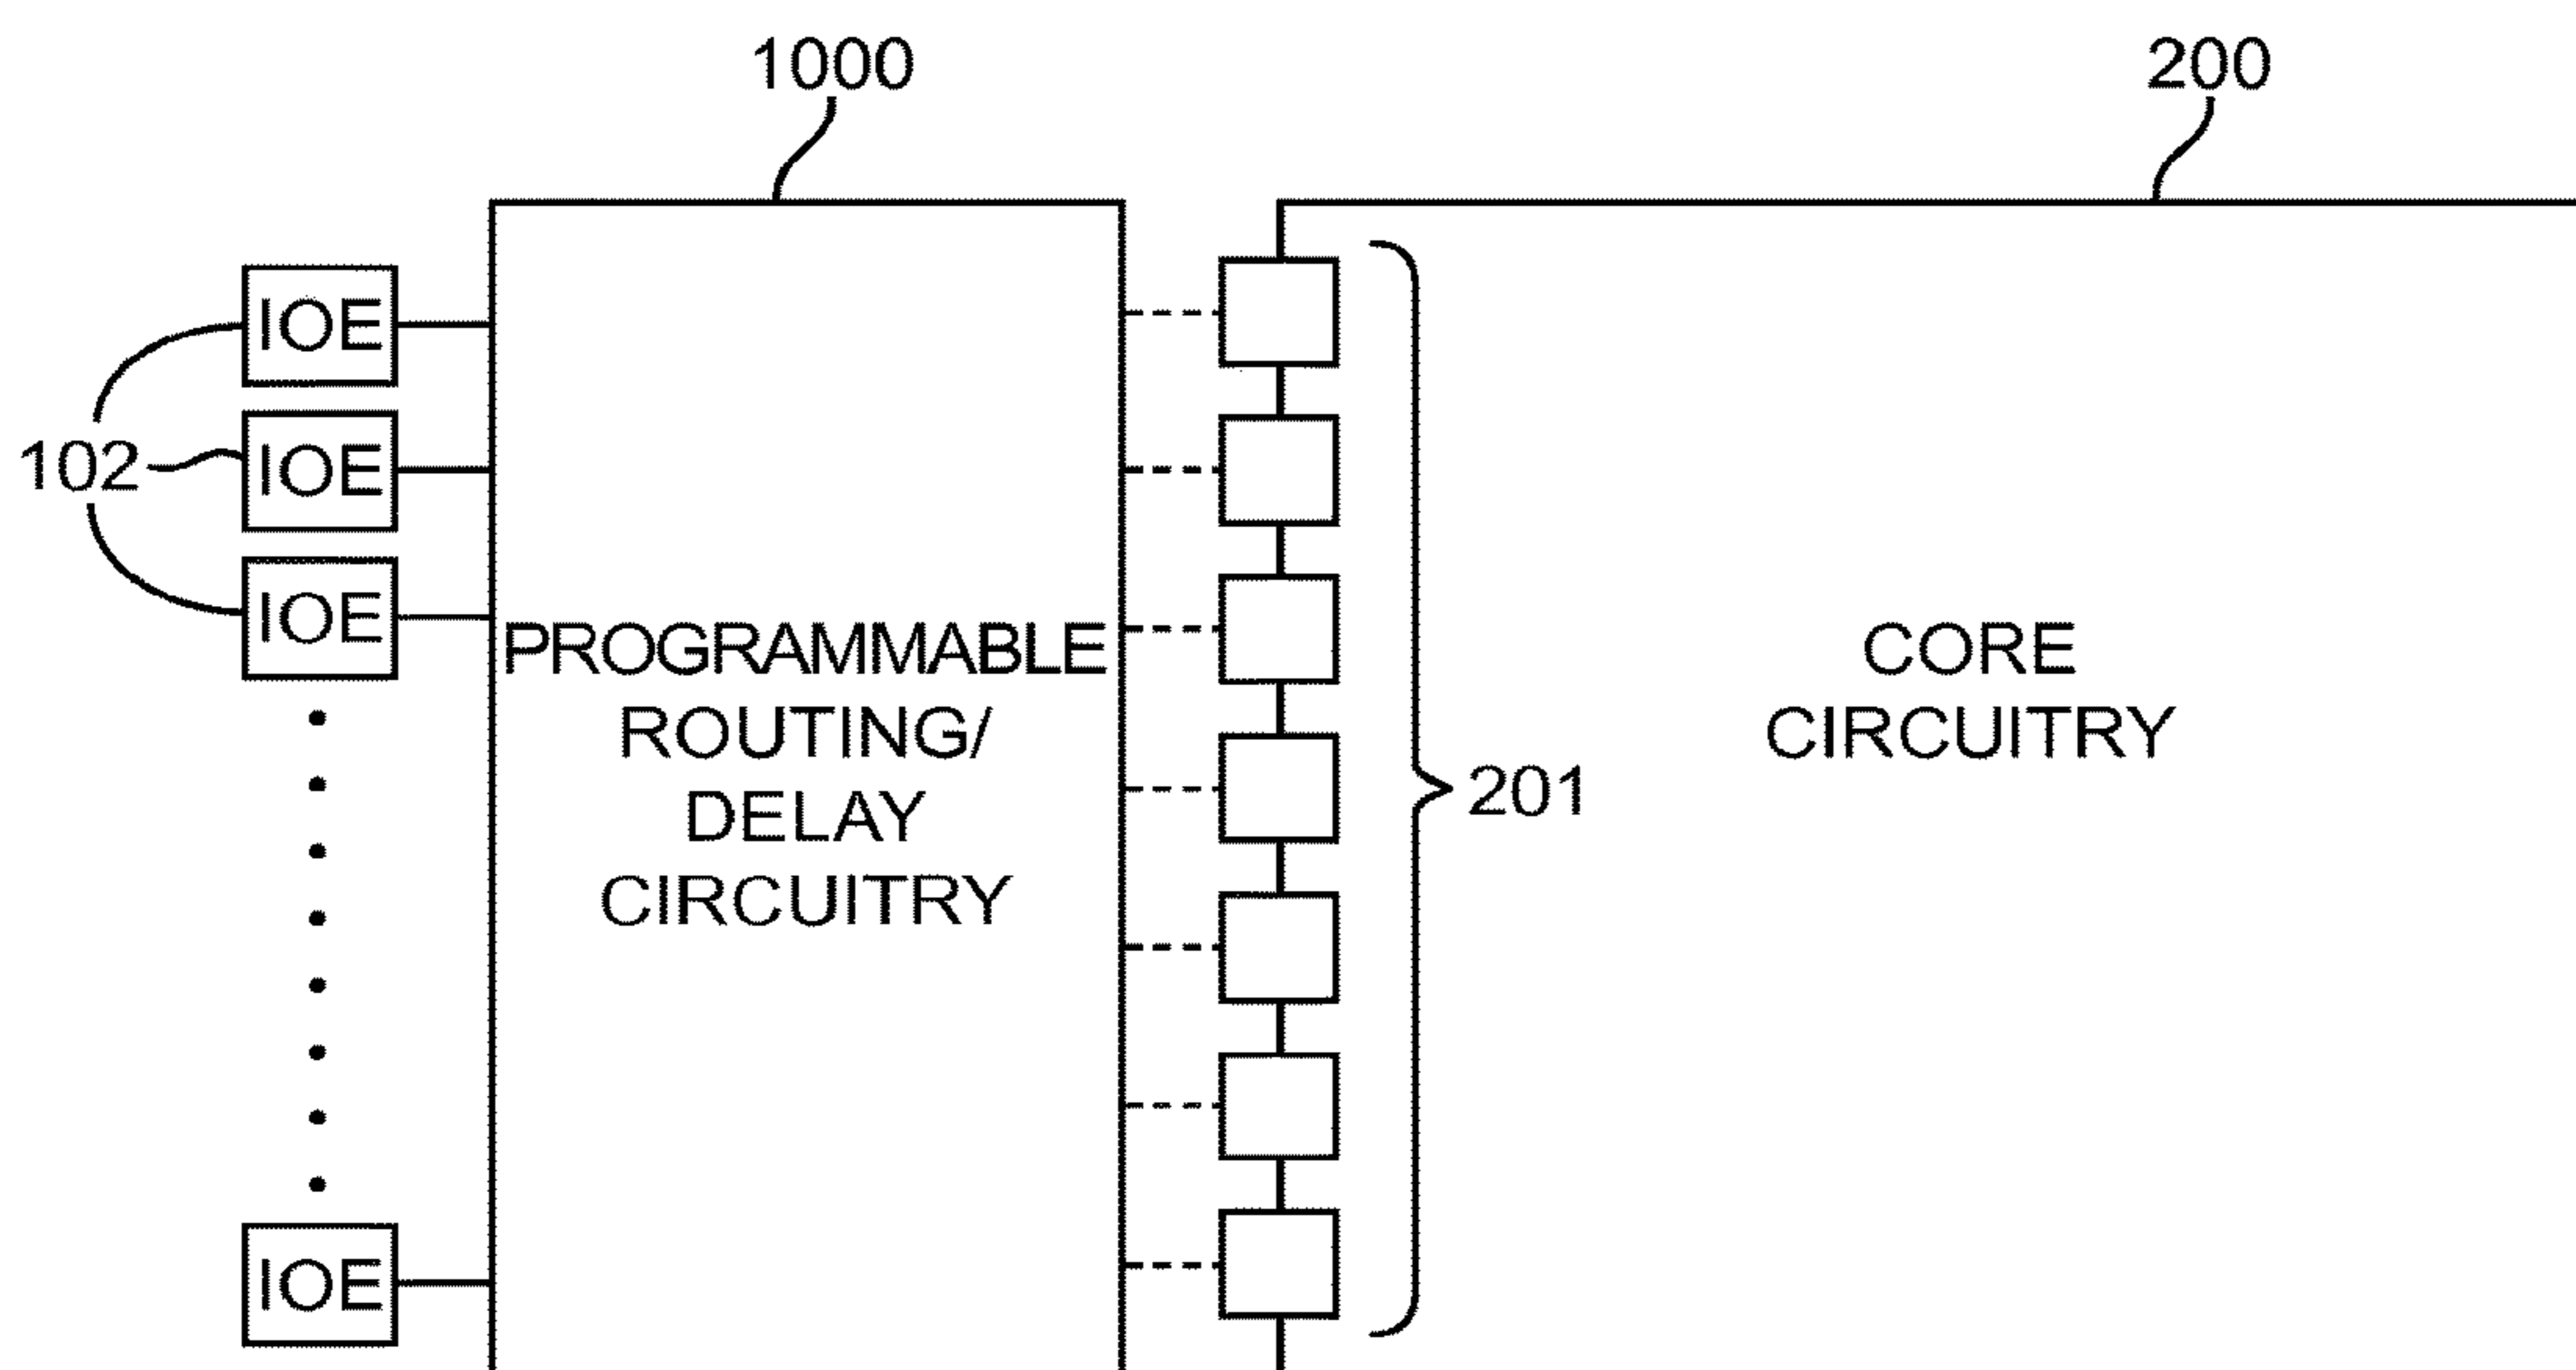 1000
200
IOE
102
IOE
IOE
PROGRAMMABLE
ROUTING/
DELAY
CIRCUITRY
201
CORE
CIRCUITRY
IOE